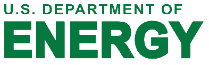 U.S. DEPARTMENT OF
ENERGY